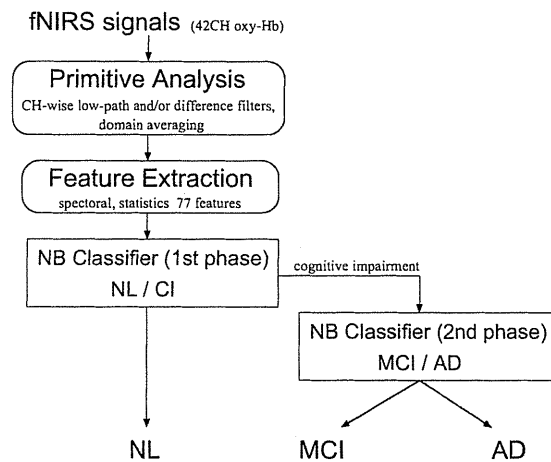 fNIRS signals (42CH oxy-Hb)
Primitive Analysis
CH-wise low-path and/or difference filters,
domain averaging
Feature Extraction
spectoral, statistics 77 features
NB Classifier (1st phase)
NL / CI
cognitive impairment
NB Classifier (2nd phase)
MCI / AD
NL
MCI
AD